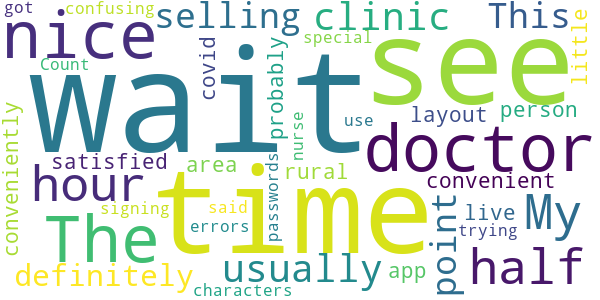 got confusing selling clinic This
nice special little
Count covid see
wait probably layout person
conveniently nurse use doctor
satisfied area rural convenient
hour time passwords live My
The signing said errors trying
definitely usually point half
characters app